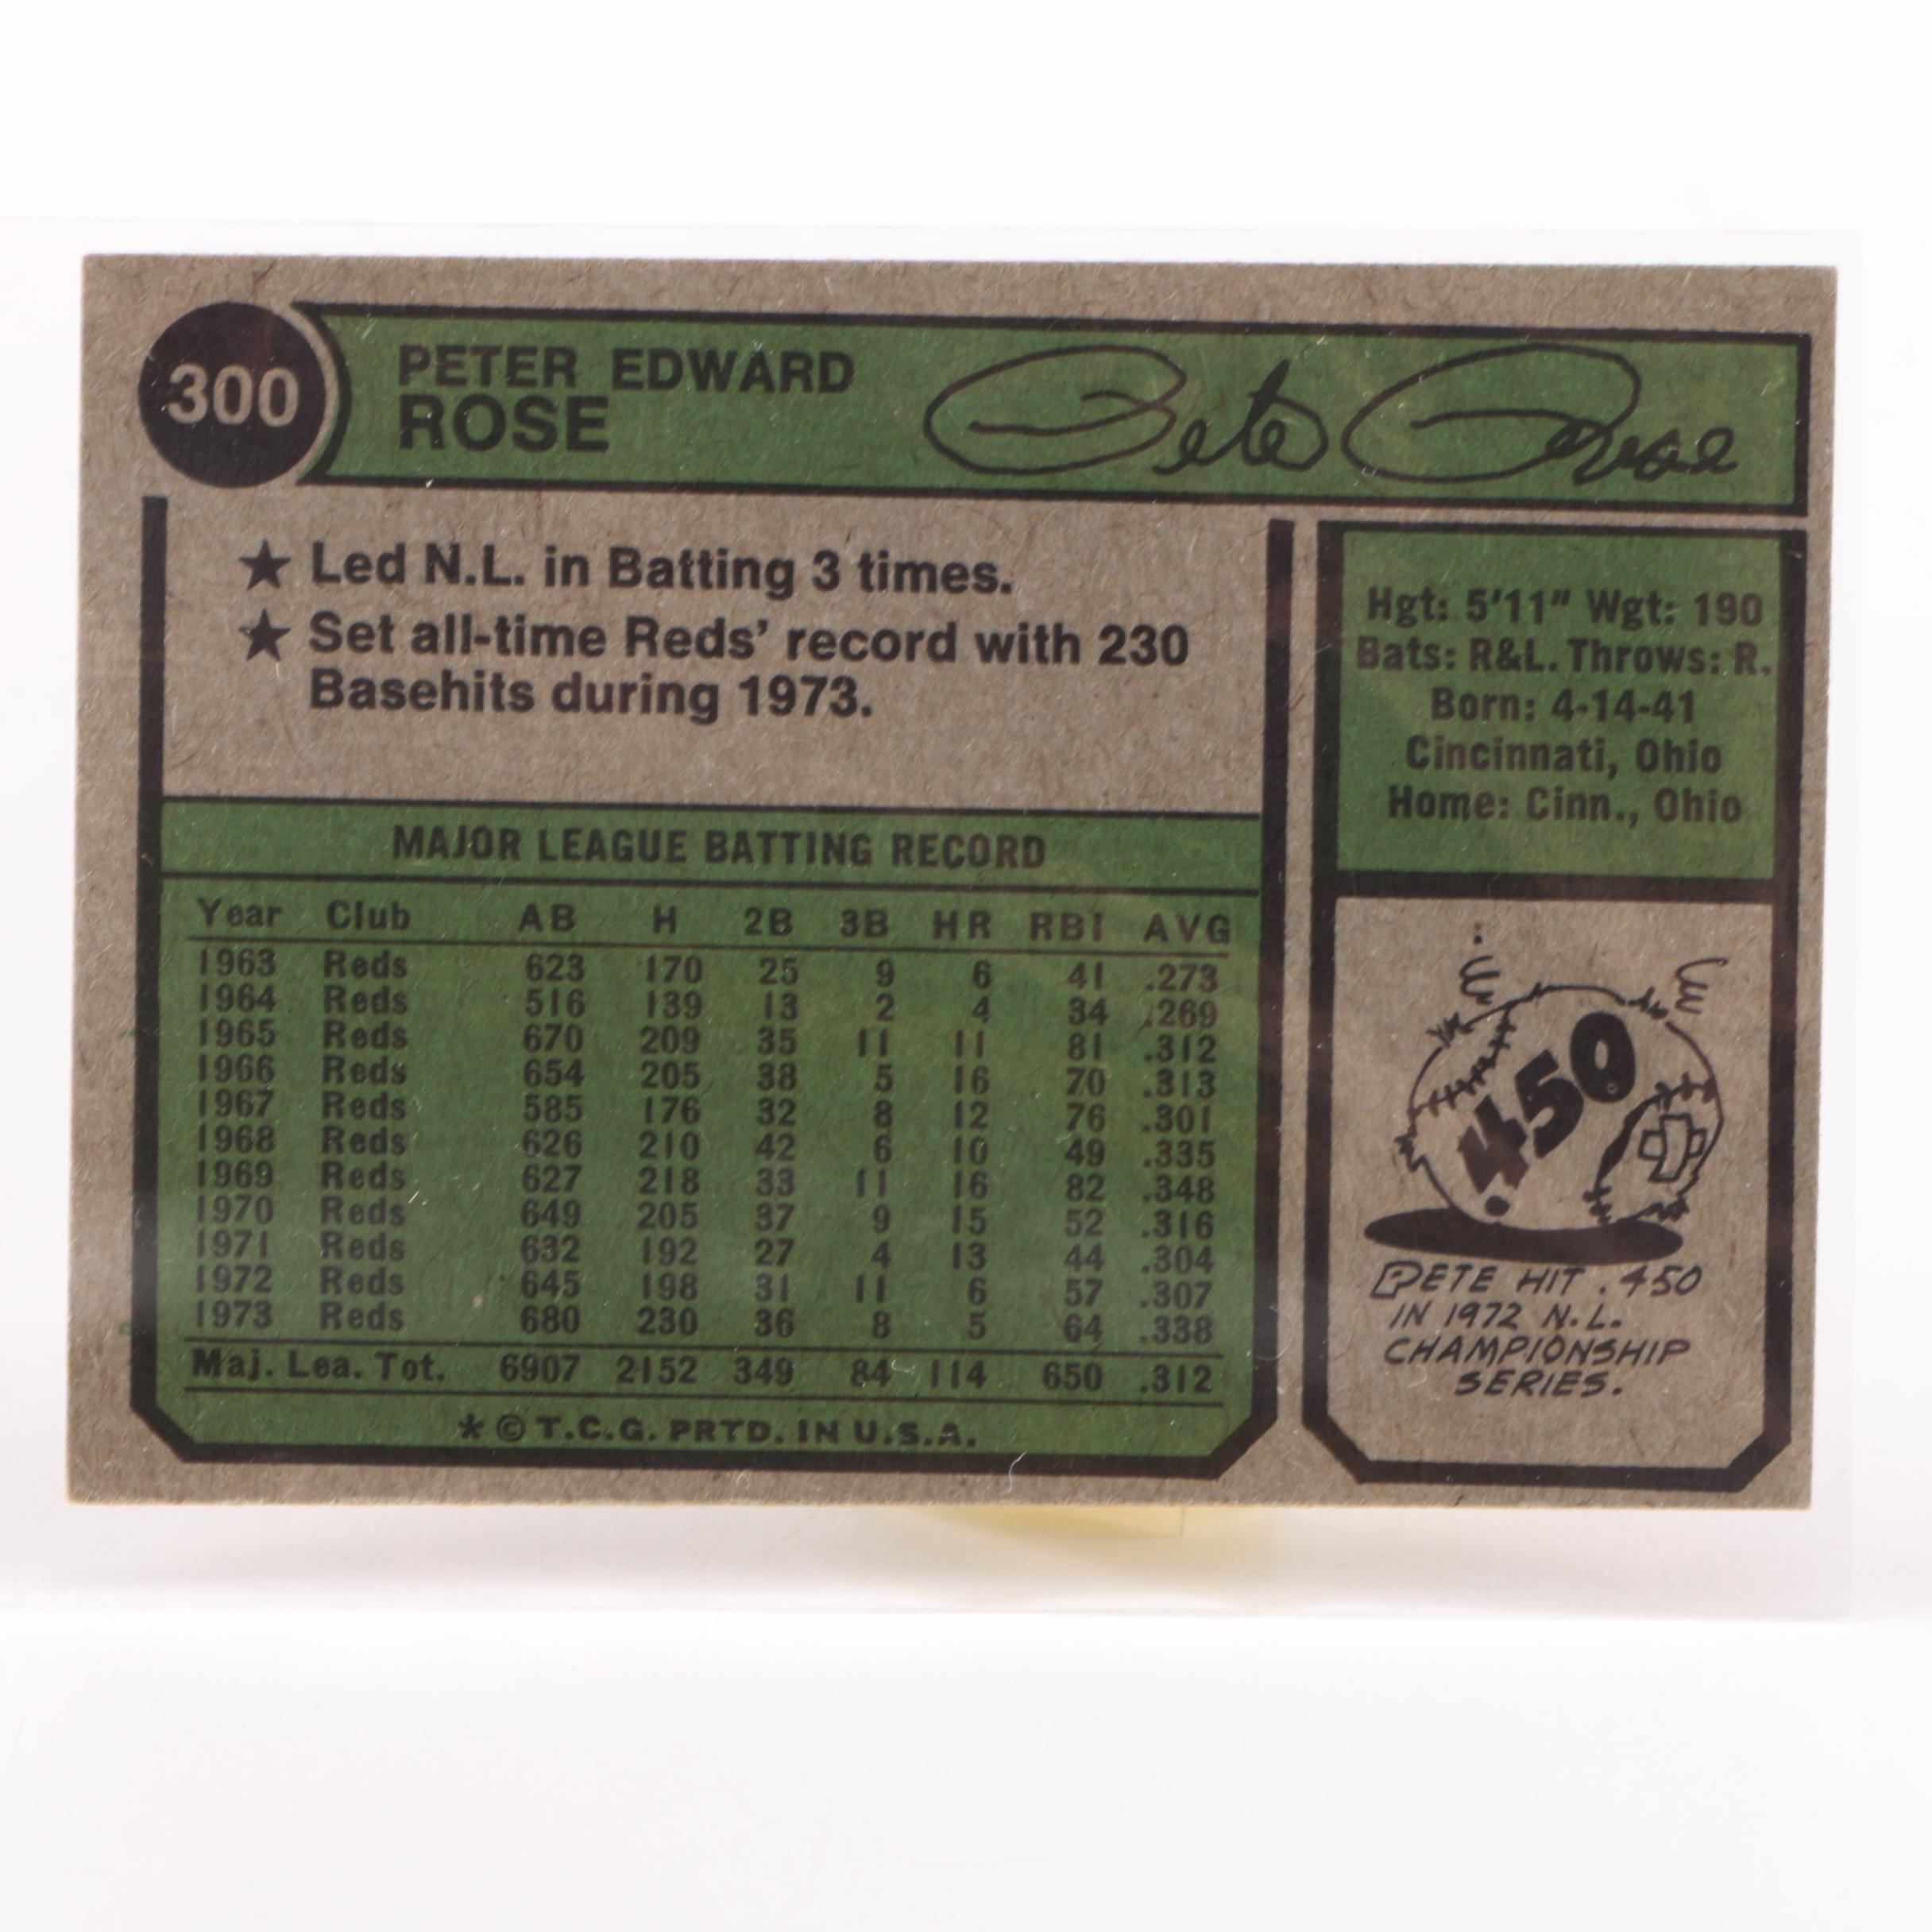 300
PETER EDWARD
ROSE
Pete Rose
★ Led N.L. in Batting 3 times.
★ Set all-time Reds' record with 230
Basehits during 1973.
Hgt: 5'11" Wgt: 190
Bats: R&L. Throws: R.
Born: 4-14-41
Cincinnati, Ohio
Home: Cinn., Ohio
MAJOR LEAGUE BATTING RECORD
Year Club AB H 2B 3B HR RBI AVG
1963 Reds 623 170 25 9 6 41 .273
1964 Reds 516 139 13 2 4 34 .269
1965 Reds 670 209 35 11 11 81 .312
1966 Reds 654 205 38 5 16 70 .313
1967 Reds 585 176 32 8 12 76 .301
1968 Reds 626 210 42 6 10 49 .335
1969 Reds 627 218 33 11 16 82 .348
1970 Reds 649 205 37 9 15 52 .316
1971 Reds 632 192 27 4 13 44 .304
1972 Reds 645 198 31 11 6 57 .307
1973 Reds 680 230 36 8 5 64 .338
Maj. Lea. Tot. 6907 2152 349 84 114 650 .312
* © T.C.G. PRTD. IN U.S.A.
.450
PETE HIT .450
IN 1972 N.L.
CHAMPIONSHIP
SERIES.